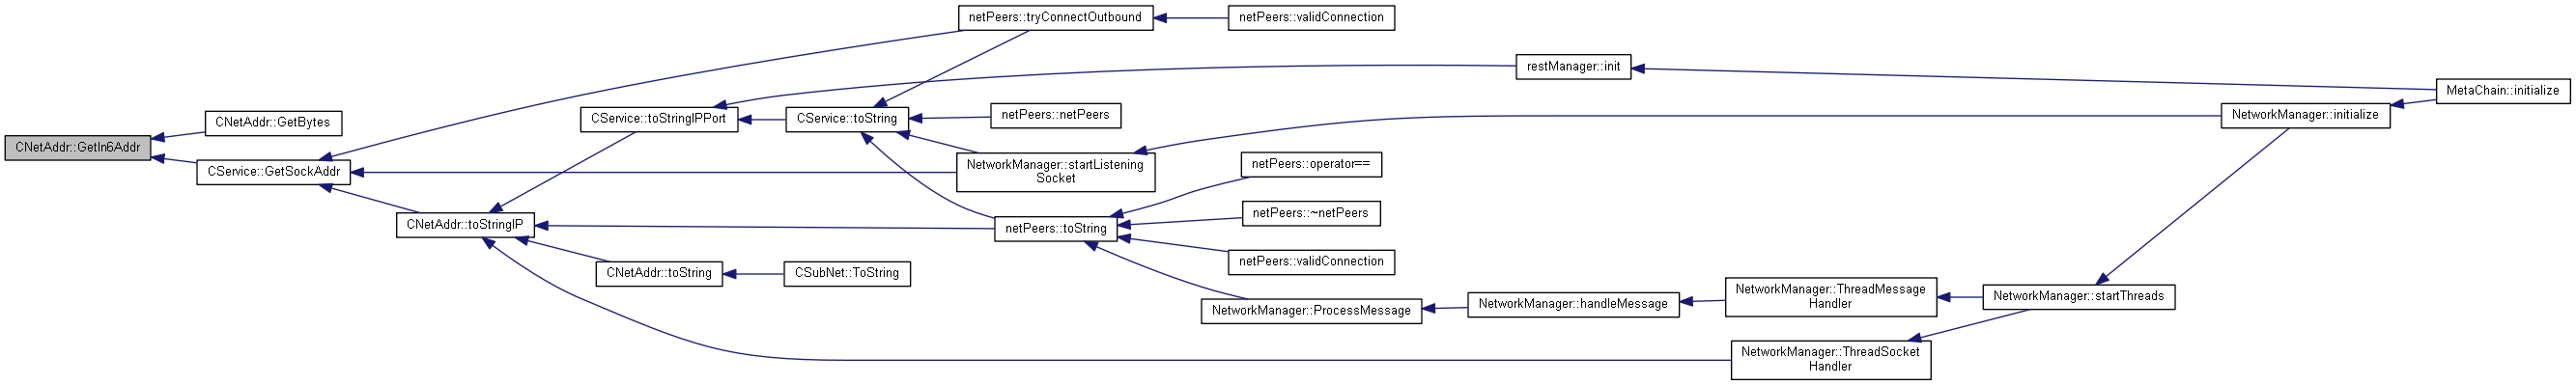 netPeers::tryConnectOutbound
netPeers::validConnection
restManager::init
MetaChain::initialize
CNetAddr::GetBytes
CService::toStringIPPort
CService::toString
netPeers::netPeers
NetworkManager::initialize
CNetAddr::GetIn6Addr
CService::GetSockAddr
NetworkManager::startListening
Socket
netPeers::operator==
CNetAddr::toStringIP
netPeers::toString
netPeers::~netPeers
CNetAddr::toString
CSubNet::ToString
netPeers::validConnection
NetworkManager::ProcessMessage
NetworkManager::handleMessage
NetworkManager::ThreadMessage
Handler
NetworkManager::startThreads
NetworkManager::ThreadSocket
Handler